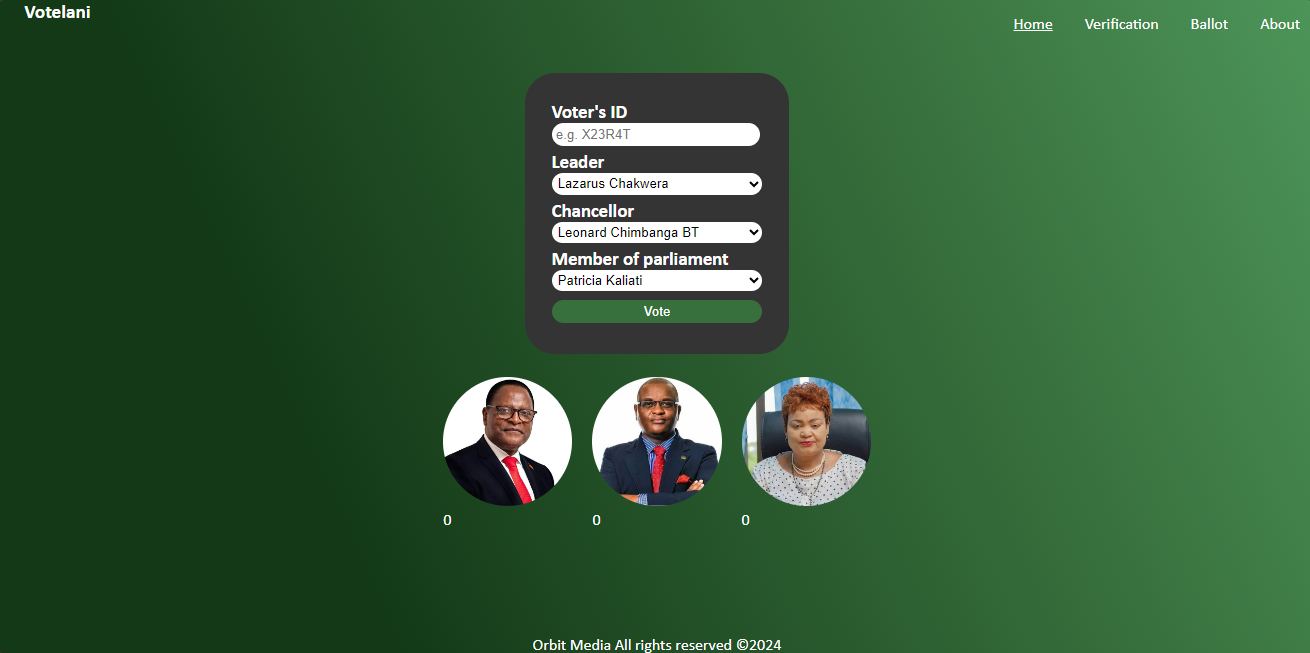 Votelani
Home Verification Ballot About
Voter's ID
e.g. X23R4T
Leader
Lazarus Chakwera
Chancellor
Leonard Chimbanga BT
Member of parliament
Patricia Kaliati
Vote
0 0 0
Orbit Media All rights reserved ©2024